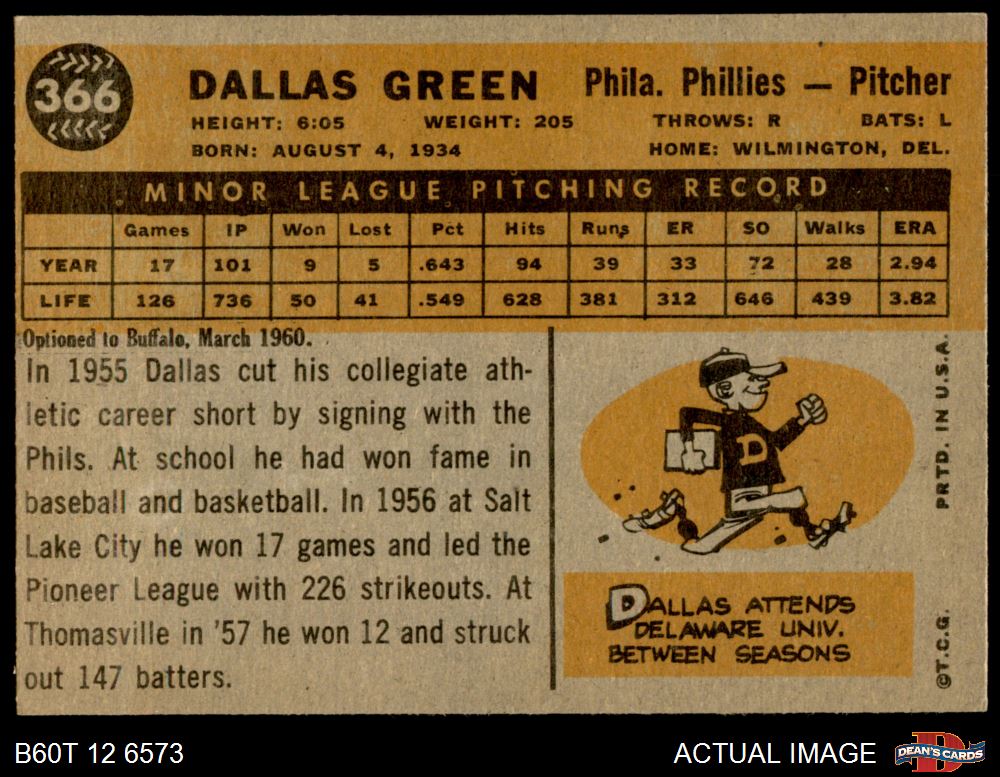 366
DALLAS GREEN Phila. Phillies — Pitcher
HEIGHT: 6:05 WEIGHT: 205 THROWS: R BATS: L
BORN: AUGUST 4, 1934 HOME: WILMINGTON, DEL.
MINOR LEAGUE PITCHING RECORD
Games IP Won Lost Pct Hits Runs ER SO Walks ERA
YEAR 17 101 9 5 .643 94 39 33 72 28 2.94
LIFE 126 736 50 41 .549 628 381 312 646 439 3.82
Optioned to Buffalo, March 1960.
In 1955 Dallas cut his collegiate ath-
letic career short by signing with the
Phils. At school he had won fame in
baseball and basketball. In 1956 at Salt
Lake City he won 17 games and led the
Pioneer League with 226 strikeouts. At
Thomasville in '57 he won 12 and struck
out 147 batters.
D
DALLAS ATTENDS
DELAWARE UNIV.
BETWEEN SEASONS
©T.C.G. PRTD. IN U.S.A.
B60T 12 6573 ACTUAL IMAGE
D
DEAN'S CARDS